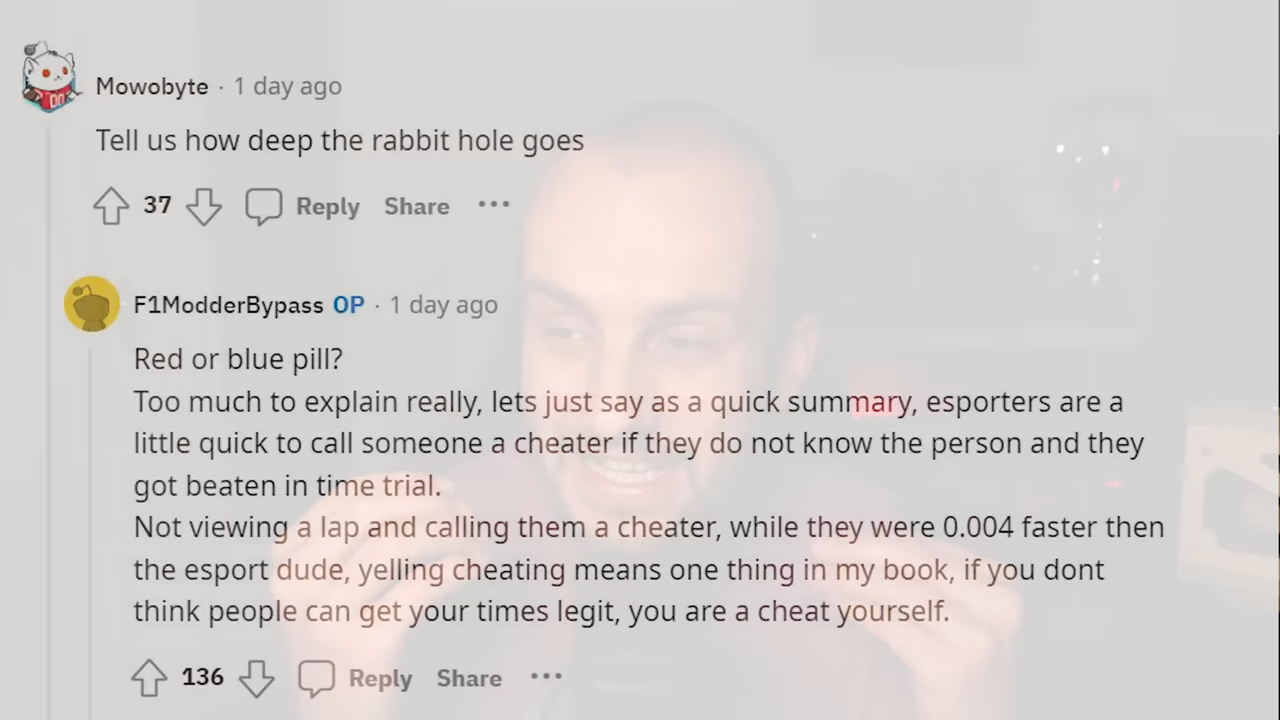 Mowobyte · 1 day ago
Tell us how deep the rabbit hole goes
37 Reply Share ···
F1ModderBypass OP · 1 day ago
Red or blue pill?
Too much to explain really, lets just say as a quick summary, esporters are a
little quick to call someone a cheater if they do not know the person and they
got beaten in time trial.
Not viewing a lap and calling them a cheater, while they were 0.004 faster then
the esport dude, yelling cheating means one thing in my book, if you dont
think people can get your times legit, you are a cheat yourself.
136 Reply Share ···